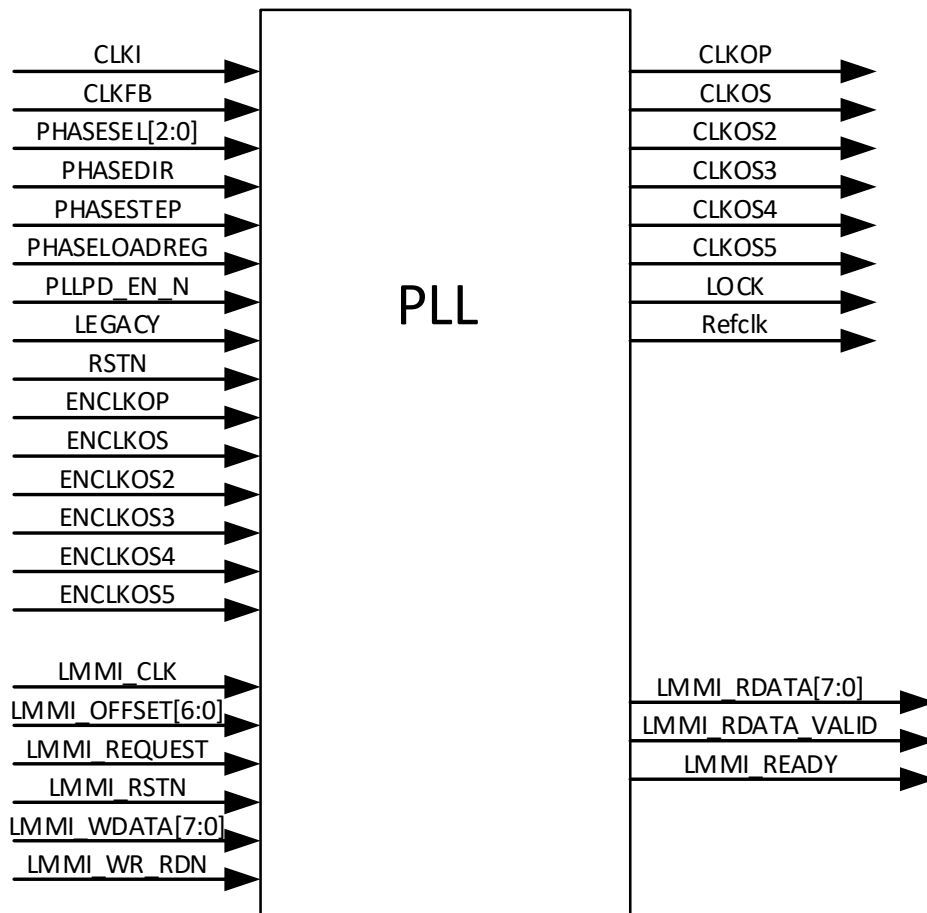 CLKI
CLKFB
PHASESEL[2:0]
PHASEDIR
PHASESTEP
PHASELOADREG
PLLPD_EN_N
LEGACY
RSTN
ENCLKOP
ENCLKOS
ENCLKOS2
ENCLKOS3
ENCLKOS4
ENCLKOS5
LMMI_CLK
LMMI_OFFSET[6:0]
LMMI_REQUEST
LMMI_RSTN
LMMI_WDATA[7:0]
LMMI_WR_RDN
PLL
CLKOP
CLKOS
CLKOS2
CLKOS3
CLKOS4
CLKOS5
LOCK
Refclk
LMMI_RDATA[7:0]
LMMI_RDATA_VALID
LMMI_READY